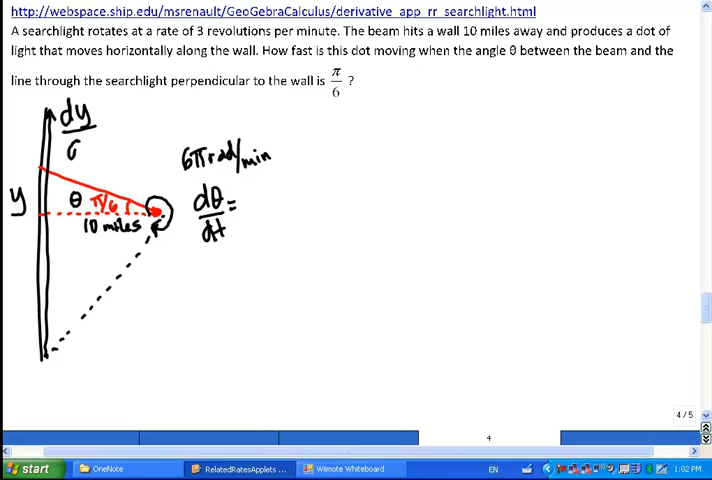 http://webspace.ship.edu/msrenault/GeoGebraCalculus/derivative_app_rr_searchlight.html
A searchlight rotates at a rate of 3 revolutions per minute. The beam hits a wall 10 miles away and produces a dot of
light that moves horizontally along the wall. How fast is this dot moving when the angle θ between the beam and the
line through the searchlight perpendicular to the wall is π/6 ?
dy
6π rad/min
y
θ π/6
dθ/dt =
10 miles
4 / 5
4
start
OneNote
RelatedRatesApplets ...
Wiimote Whiteboard
EN
1:02 PM